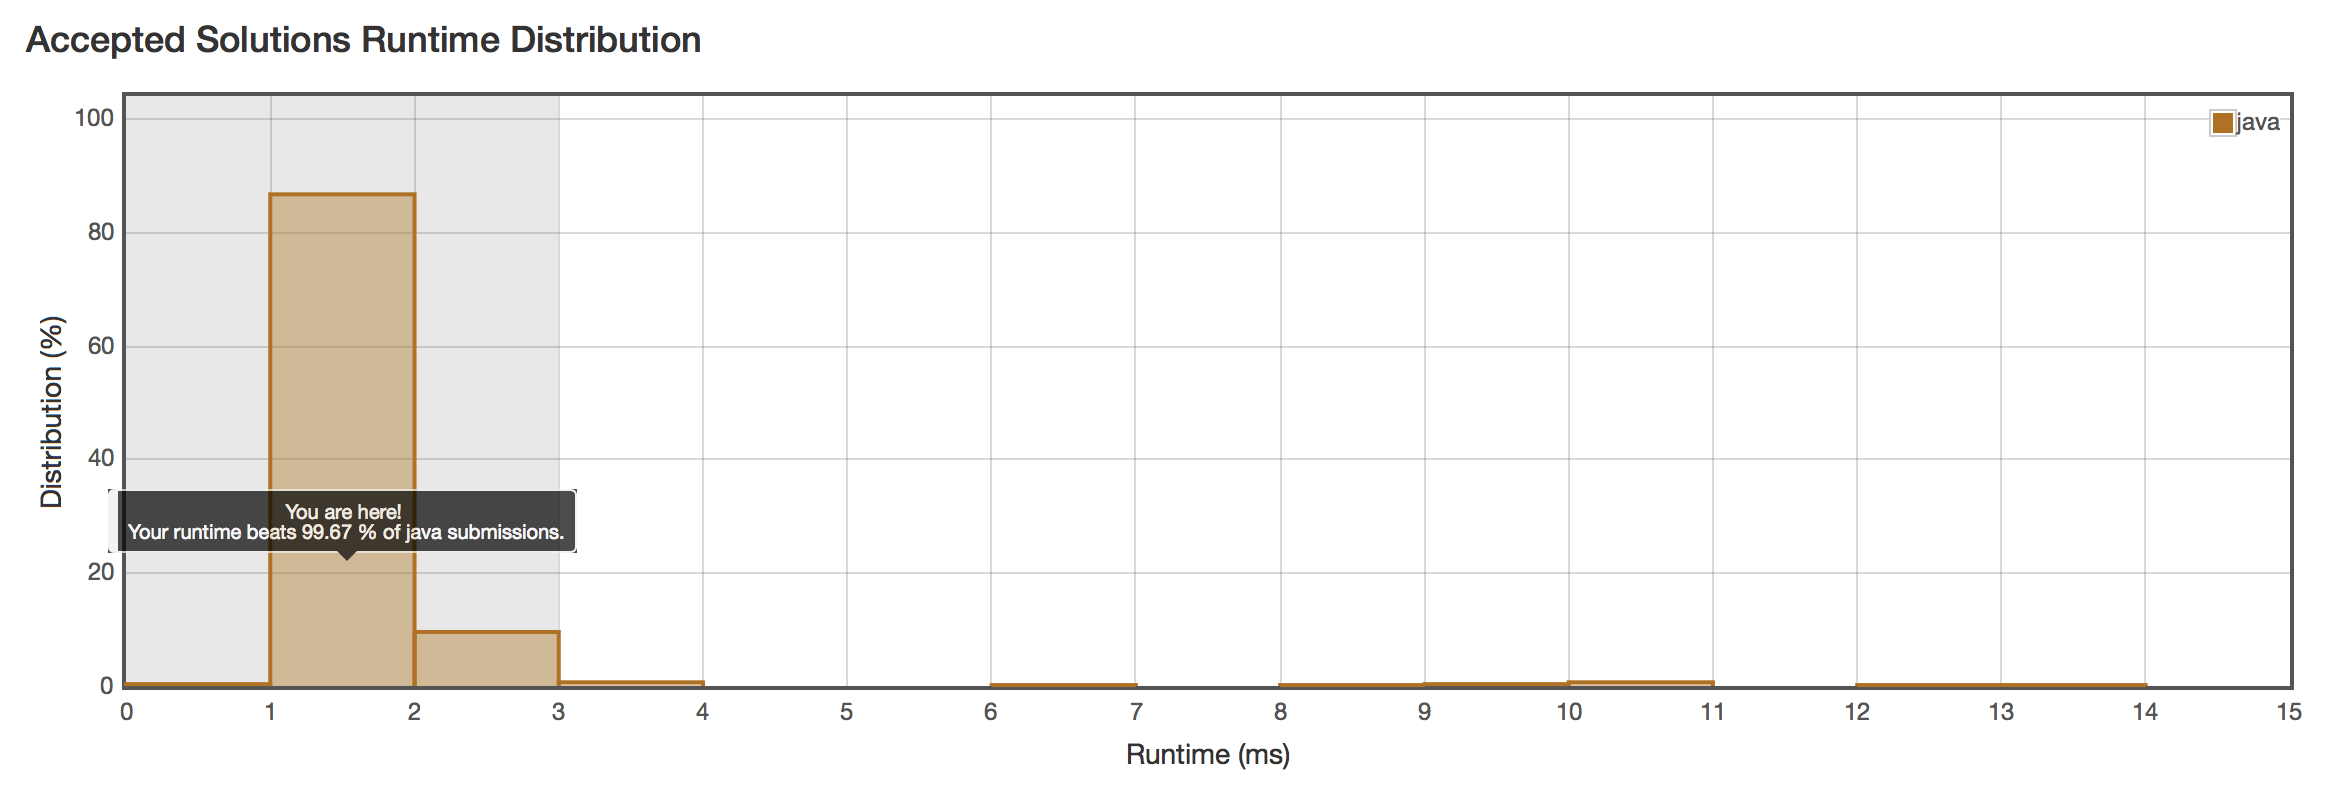 Accepted Solutions Runtime Distribution
100
java
80
60
40
20
0
Distribution (%)
You are here!
Your runtime beats 99.67 % of java submissions.
0 1 2 3 4 5 6 7 8 9 10 11 12 13 14 15
Runtime (ms)